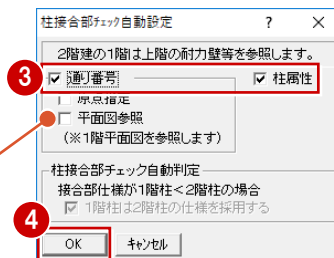 柱接合部ﾁｪｯｸ自動設定 ? ×
2階建の1階は上階の耐力壁等を参照します。
3 通り番号 柱属性
原点指定
平面図参照
(※1階平面図を参照します)
柱接合部チェック自動判定
接合部仕様が1階柱<2階柱の場合
1階柱は2階柱の仕様を採用する
4
OK ｷｬﾝｾﾙ